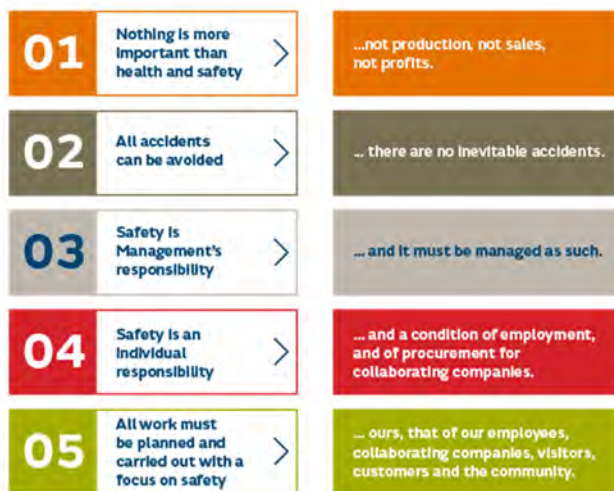 01
Nothing is more
important than
health and safety
...not production, not sales,
not profits.
02
All accidents
can be avoided
... there are no inevitable accidents.
03
Safety is
Management's
responsibility
... and it must be managed as such.
04
Safety is an
individual
responsibility
... and a condition of employment,
and of procurement for
collaborating companies.
05
All work must
be planned and
carried out with a
focus on safety
... ours, that of our employees,
collaborating companies, visitors,
customers and the community.